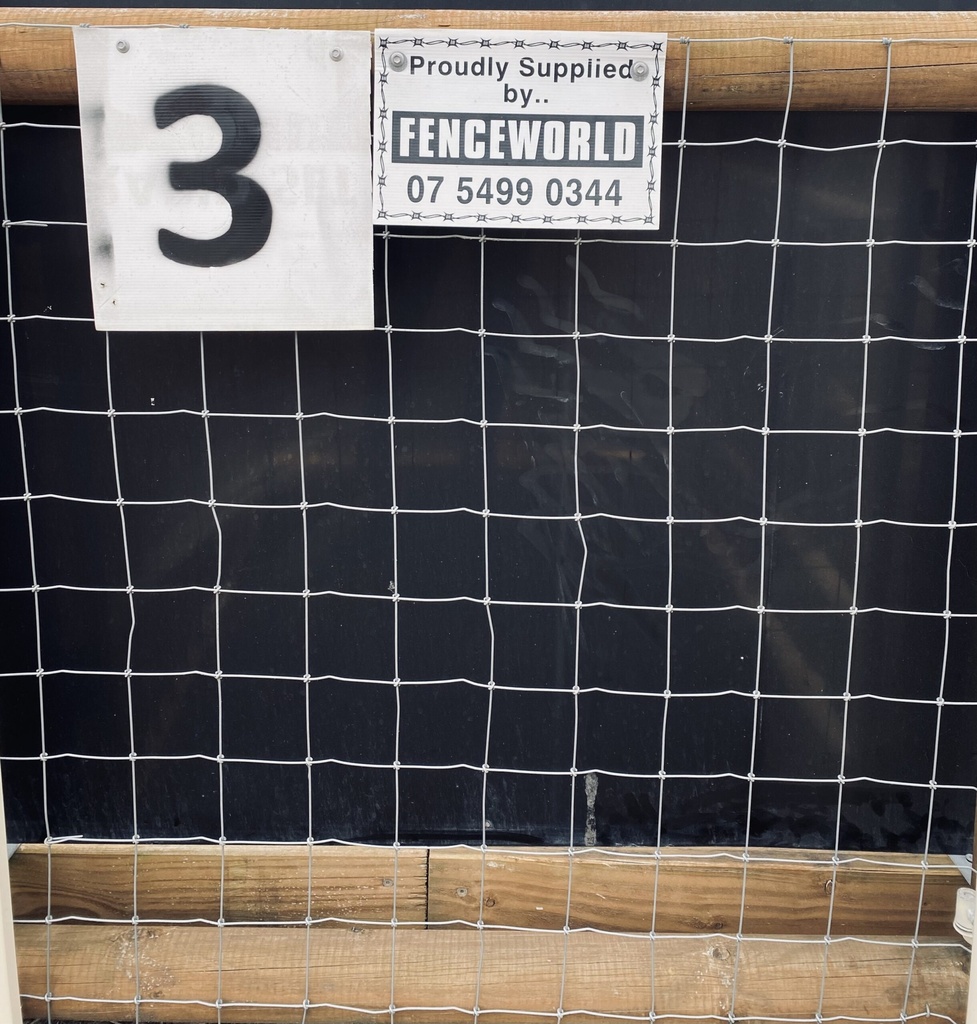 3
Proudly Supplied
by..
FENCEWORLD
07 5499 0344